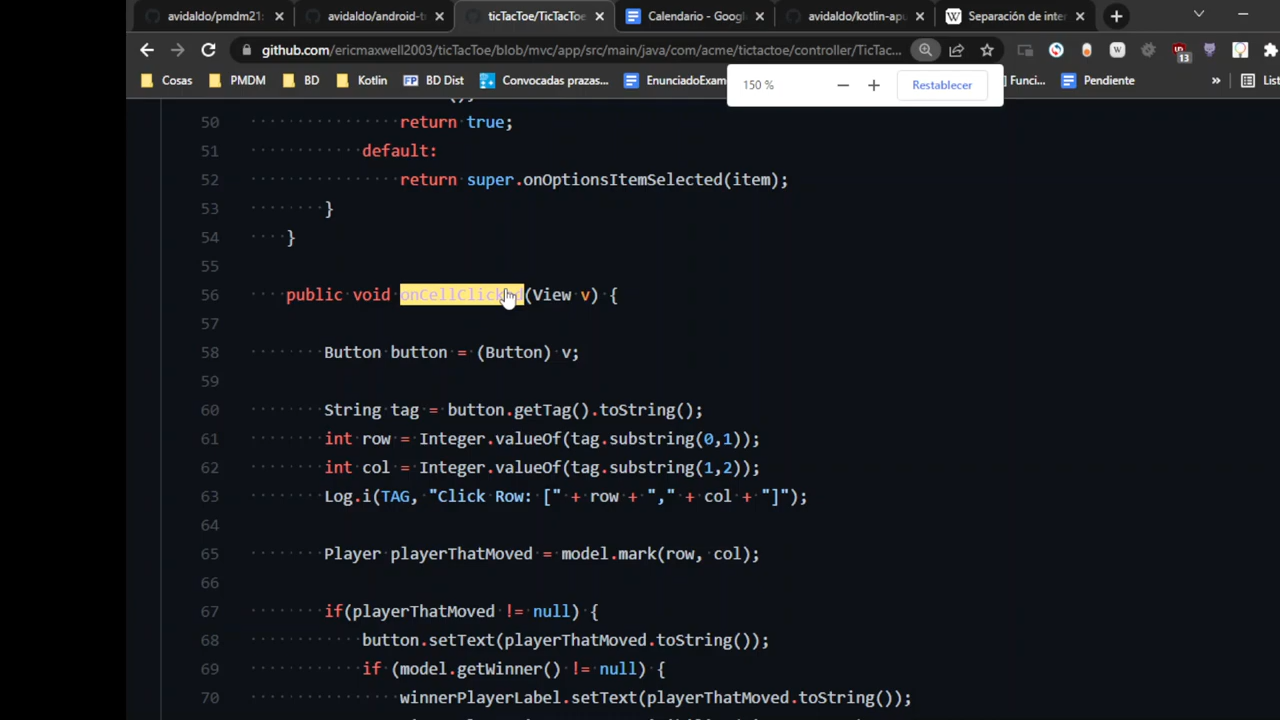 avidaldo/pmdm21:
avidaldo/android-t
ticTacToe/TicTacToe
Calendario - Google
avidaldo/kotlin-apu
Separación de inter
github.com/ericmaxwell2003/ticTacToe/blob/mvc/app/src/main/java/com/acme/tictactoe/controller/TicTac...
13
Cosas
PMDM
BD
Kotlin
BD Dist
Convocadas prazas...
EnunciadoExam
Funci...
Pendiente
»
List
150 %
Restablecer
50 return true;
51 default:
52 return super.onOptionsItemSelected(item);
53 }
54 }
55
56 public void onCellClicked(View v) {
57
58 Button button = (Button) v;
59
60 String tag = button.getTag().toString();
61 int row = Integer.valueOf(tag.substring(0,1));
62 int col = Integer.valueOf(tag.substring(1,2));
63 Log.i(TAG, "Click Row: [" + row + "," + col + "]");
64
65 Player playerThatMoved = model.mark(row, col);
66
67 if(playerThatMoved != null) {
68 button.setText(playerThatMoved.toString());
69 if (model.getWinner() != null) {
70 winnerPlayerLabel.setText(playerThatMoved.toString());